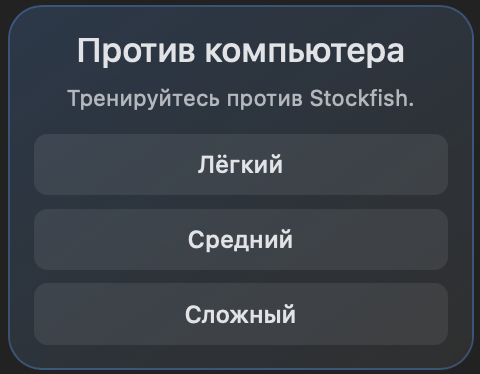 Против компьютера
Тренируйтесь против Stockfish.
Лёгкий
Средний
Сложный